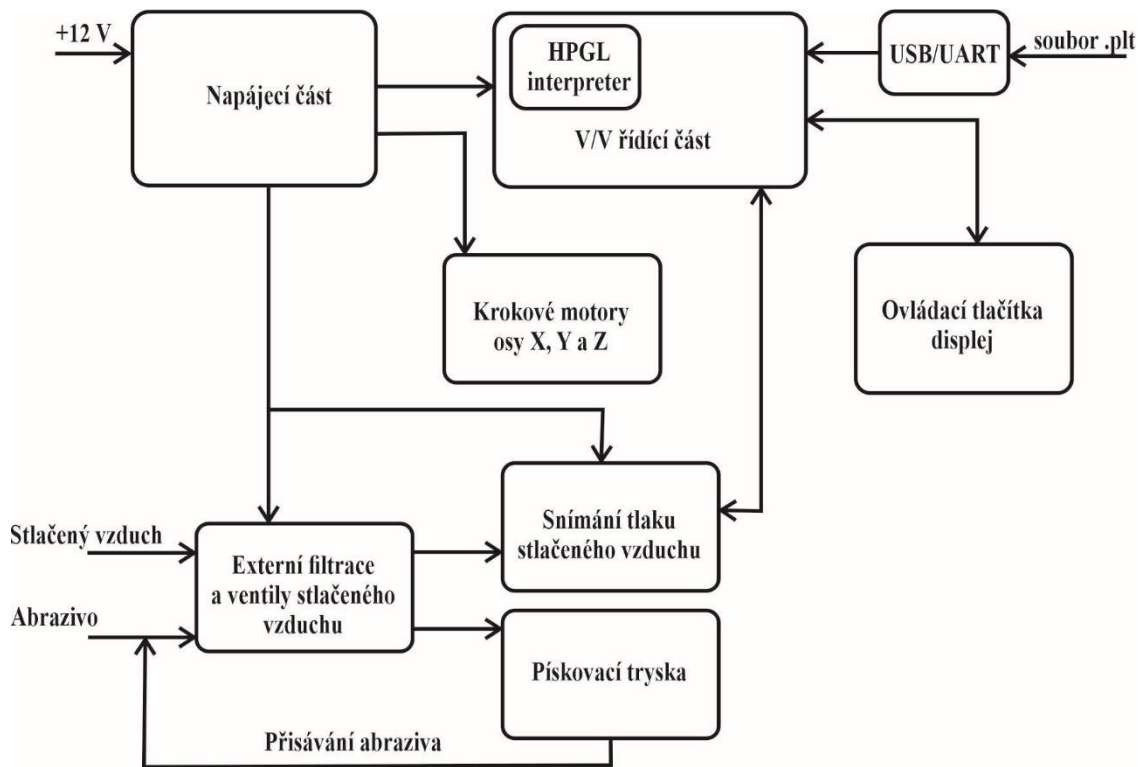 +12 V
Napájecí část
HPGL
interpreter
V/V řídící část
USB/UART
soubor .plt
Krokové motory
osy X, Y a Z
Ovládací tlačítka
displej
Stlačený vzduch
Abrazivo
Externí filtrace
a ventily stlačeného
vzduchu
Snímání tlaku
stlačeného vzduchu
Pískovací tryska
Přisávání abraziva